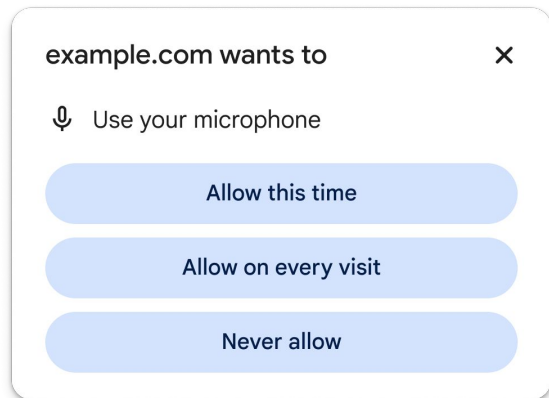 example.com wants to
Use your microphone
Allow this time
Allow on every visit
Never allow